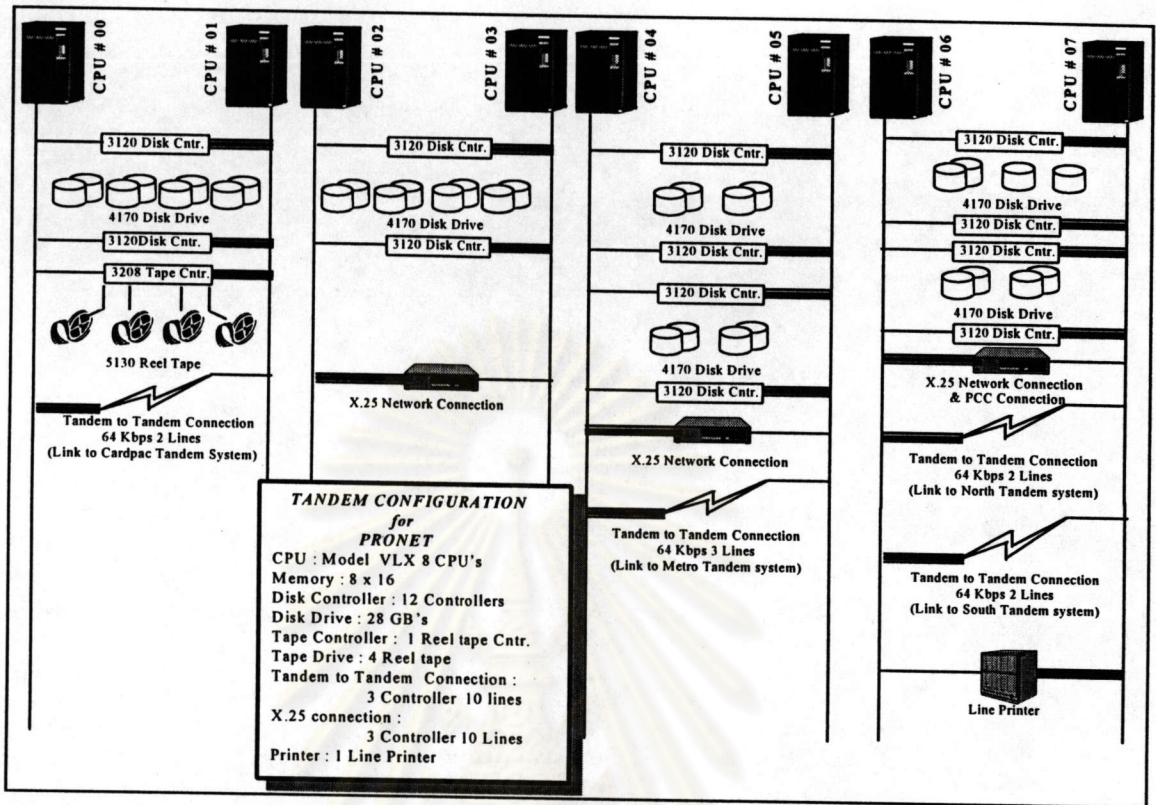 CPU # 00
CPU # 01
CPU # 02
CPU # 03
CPU # 04
CPU # 05
CPU # 06
CPU # 07
3120 Disk Cntr.
4170 Disk Drive
3120Disk Cntr.
3208 Tape Cntr.
5130 Reel Tape
Tandem to Tandem Connection
64 Kbps 2 Lines
(Link to Cardpac Tandem System)
3120 Disk Cntr.
4170 Disk Drive
3120 Disk Cntr.
X.25 Network Connection
3120 Disk Cntr.
4170 Disk Drive
3120 Disk Cntr.
3120 Disk Cntr.
4170 Disk Drive
3120 Disk Cntr.
X.25 Network Connection
Tandem to Tandem Connection
64 Kbps 3 Lines
(Link to Metro Tandem system)
3120 Disk Cntr.
4170 Disk Drive
3120 Disk Cntr.
3120 Disk Cntr.
4170 Disk Drive
3120 Disk Cntr.
X.25 Network Connection
& PCC Connection
Tandem to Tandem Connection
64 Kbps 2 Lines
(Link to North Tandem system)
Tandem to Tandem Connection
64 Kbps 2 Lines
(Link to South Tandem system)
Line Printer
TANDEM CONFIGURATION
for
PRONET
CPU : Model VLX 8 CPU's
Memory : 8 x 16
Disk Controller : 12 Controllers
Disk Drive : 28 GB's
Tape Controller : 1 Reel tape Cntr.
Tape Drive : 4 Reel tape
Tandem to Tandem Connection :
3 Controller 10 lines
X.25 connection :
3 Controller 10 Lines
Printer : 1 Line Printer